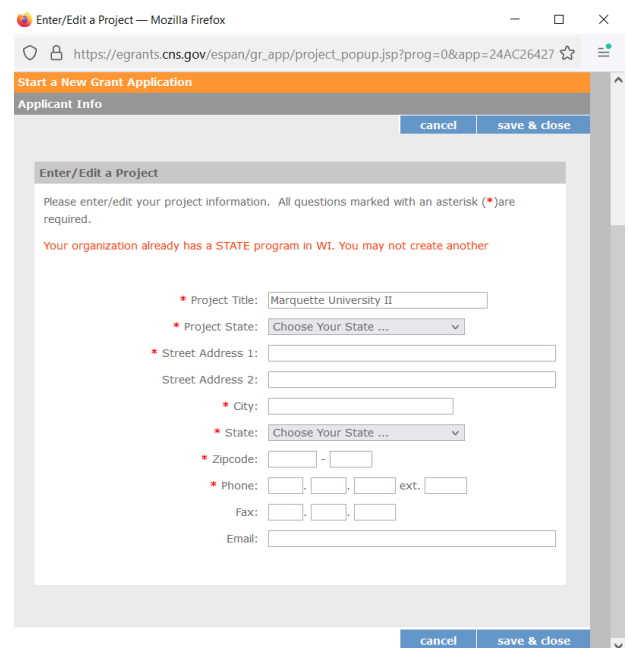 Enter/Edit a Project — Mozilla Firefox
https://egrants.cns.gov/espan/gr_app/project_popup.jsp?prog=0&app=24AC26427
Start a New Grant Application
Applicant Info
cancel save & close
Enter/Edit a Project
Please enter/edit your project information. All questions marked with an asterisk (*)are
required.
Your organization already has a STATE program in WI. You may not create another
* Project Title: Marquette University II
* Project State: Choose Your State ...
* Street Address 1:
Street Address 2:
* City:
* State: Choose Your State ...
* Zipcode: -
* Phone: . . ext.
Fax: . .
Email:
cancel save & close